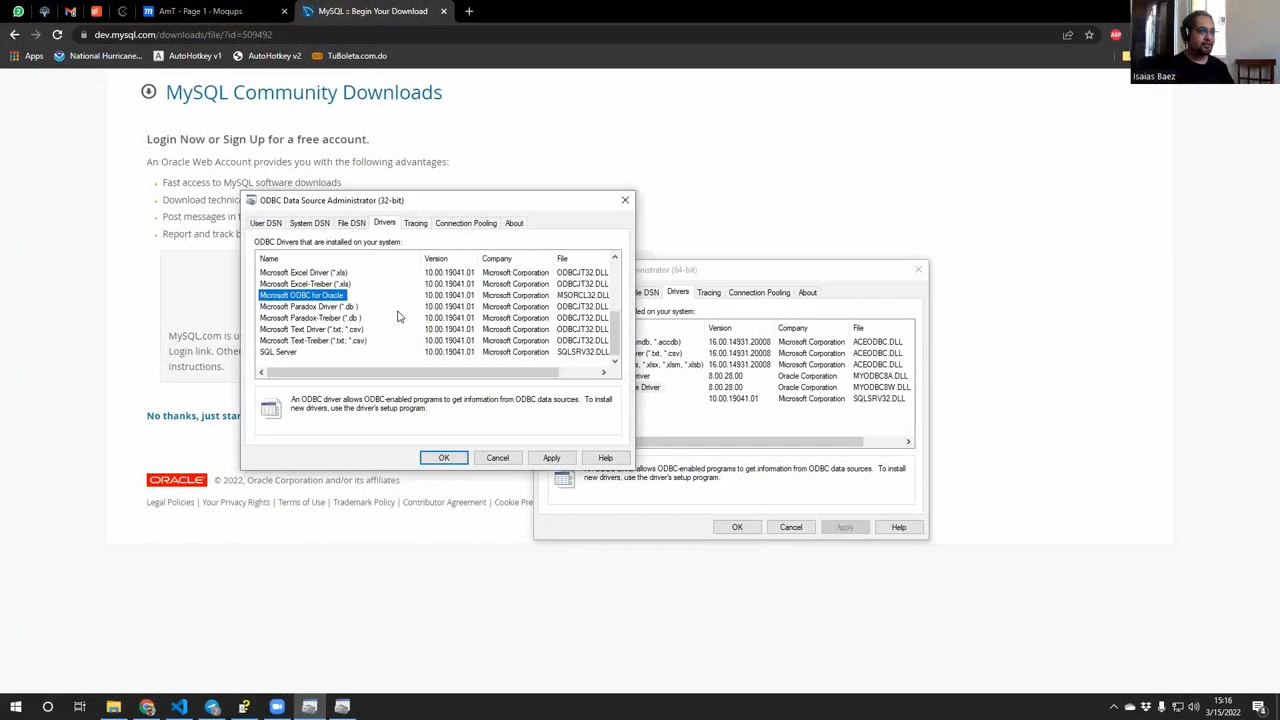 AmT - Page 1 - Moqups
MySQL :: Begin Your Download
dev.mysql.com/downloads/file/?id=509492
Apps
National Hurricane...
AutoHotkey v1
AutoHotkey v2
TuBoleta.com.do
Isaias Baez
MySQL Community Downloads
Login Now or Sign Up for a free account.
An Oracle Web Account provides you with the following advantages:
Fast access to MySQL software downloads
Download technic
Post messages in t
Report and track b
MySQL.com is u
Login link. Other
instructions.
No thanks, just star
ORACLE © 2022, Oracle Corporation and/or its affiliates
Legal Policies | Your Privacy Rights | Terms of Use | Trademark Policy | Contributor Agreement | Cookie Pre
ODBC Data Source Administrator (32-bit)
User DSN System DSN File DSN Drivers Tracing Connection Pooling About
ODBC Drivers that are installed on your system:
Name Version Company File
Microsoft Excel Driver (*.xls) 10.00.19041.01 Microsoft Corporation ODBCJT32.DLL
Microsoft Excel-Treiber (*.xls) 10.00.19041.01 Microsoft Corporation ODBCJT32.DLL
Microsoft ODBC for Oracle 10.00.19041.01 Microsoft Corporation MSORCL32.DLL
Microsoft Paradox Driver (*.db ) 10.00.19041.01 Microsoft Corporation ODBCJT32.DLL
Microsoft Paradox-Treiber (*.db ) 10.00.19041.01 Microsoft Corporation ODBCJT32.DLL
Microsoft Text Driver (*.txt; *.csv) 10.00.19041.01 Microsoft Corporation ODBCJT32.DLL
Microsoft Text-Treiber (*.txt; *.csv) 10.00.19041.01 Microsoft Corporation ODBCJT32.DLL
SQL Server 10.00.19041.01 Microsoft Corporation SQLSRV32.DLL
An ODBC driver allows ODBC-enabled programs to get information from ODBC data sources. To install
new drivers, use the driver's setup program.
OK Cancel Apply Help
ministrator (64-bit)
ile DSN Drivers Tracing Connection Pooling About
ed on your system:
Version Company File
.mdb, *.accdb) 16.00.14931.20008 Microsoft Corporation ACEODBC.DLL
ver (*.txt, *.csv) 16.00.14931.20008 Microsoft Corporation ACEODBC.DLL
s, *.xlsx, *.xlsm, *.xlsb) 16.00.14931.20008 Microsoft Corporation ACEODBC.DLL
river 8.00.28.00 Oracle Corporation MYODBC8A.DLL
e Driver 8.00.28.00 Oracle Corporation MYODBC8W.DLL
10.00.19041.01 Microsoft Corporation SQLSRV32.DLL
allows ODBC-enabled programs to get information from ODBC data sources. To install
new drivers, use the driver's setup program.
OK Cancel Apply Help
15:16
3/15/2022